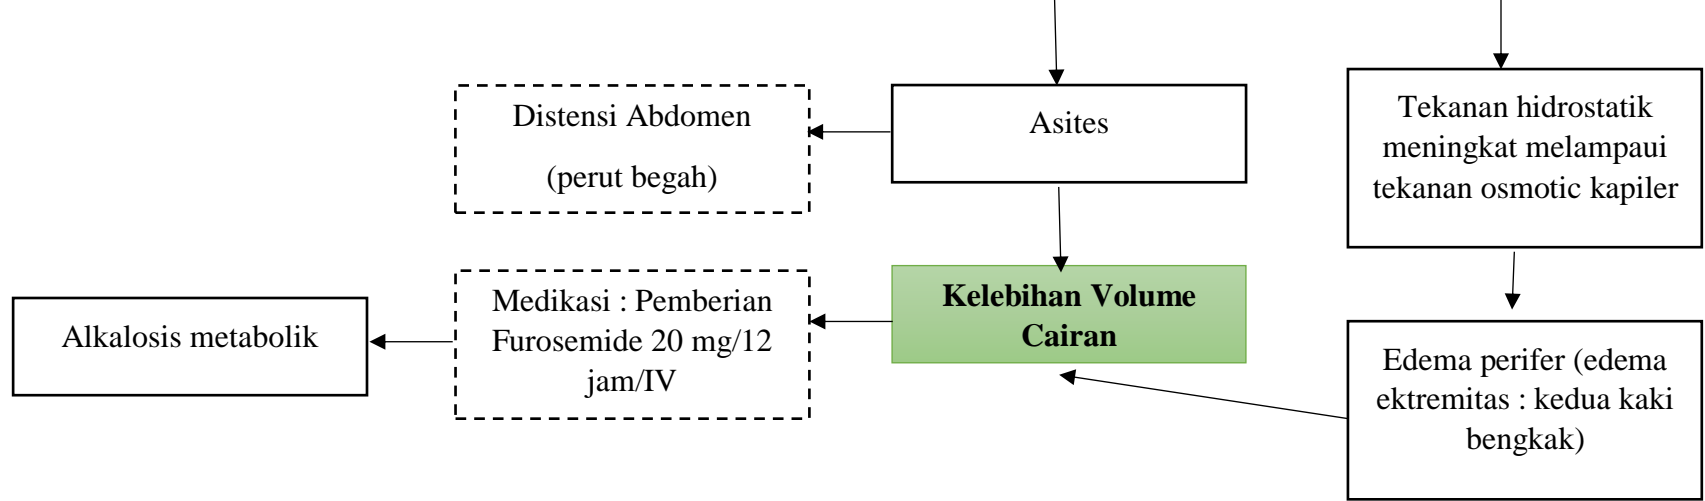 Distensi Abdomen
(perut begah)
Asites
Tekanan hidrostatik
meningkat melampaui
tekanan osmotic kapiler
Alkalosis metabolik
Medikasi : Pemberian
Furosemide 20 mg/12
jam/IV
Kelebihan Volume
Cairan
Edema perifer (edema
ektremitas : kedua kaki
bengkak)